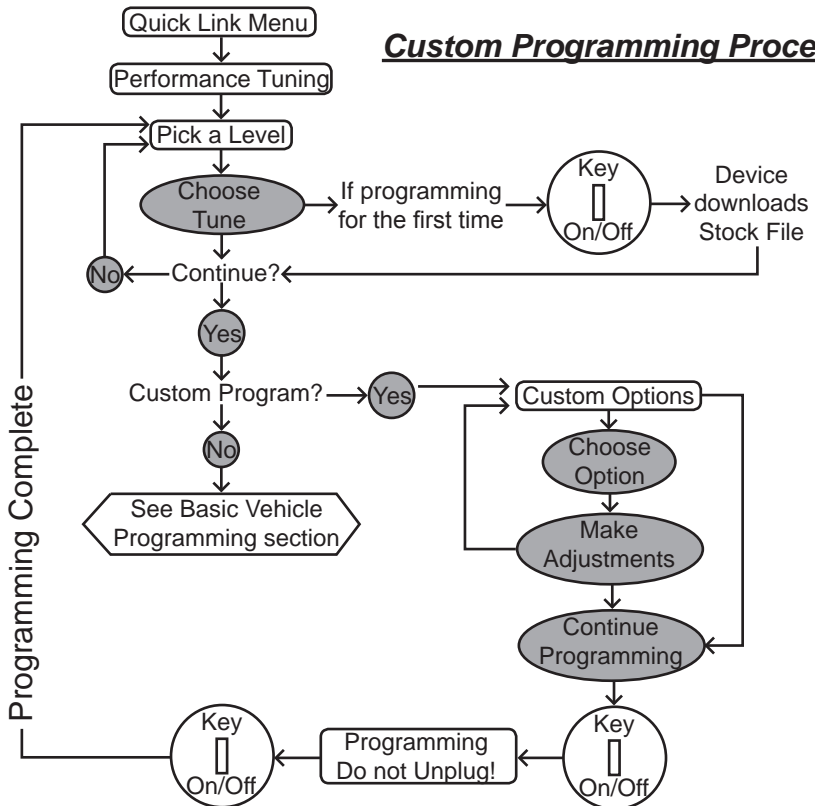 Quick Link Menu
Custom Programming Proce
Performance Tuning
Pick a Level
Choose
Tune
If programming
for the first time
Key
On/Off
Device
downloads
Stock File
No
Continue?
Yes
Custom Program?
Yes
Custom Options
No
Choose
Option
See Basic Vehicle
Programming section
Make
Adjustments
Continue
Programming
Programming Complete
Key
On/Off
Programming
Do not Unplug!
Key
On/Off